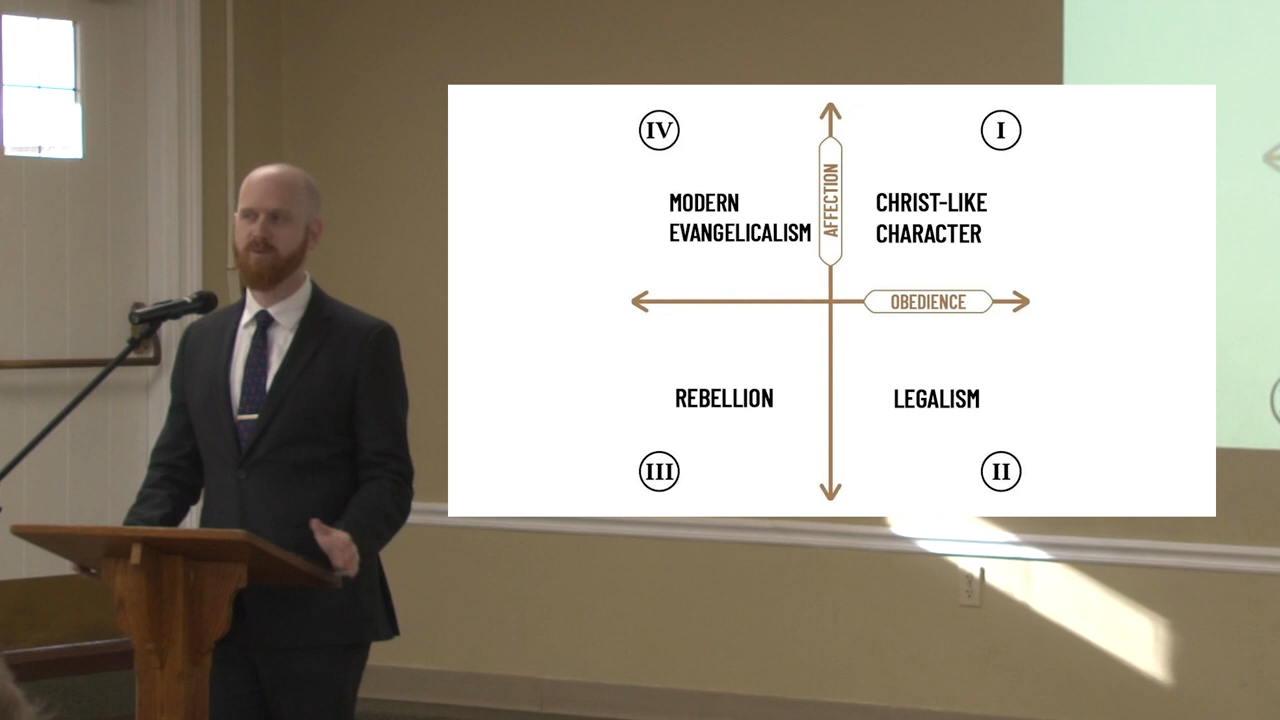 IV
I
MODERN
EVANGELICALISM
AFFECTION
CHRIST-LIKE
CHARACTER
OBEDIENCE
REBELLION
LEGALISM
III
II